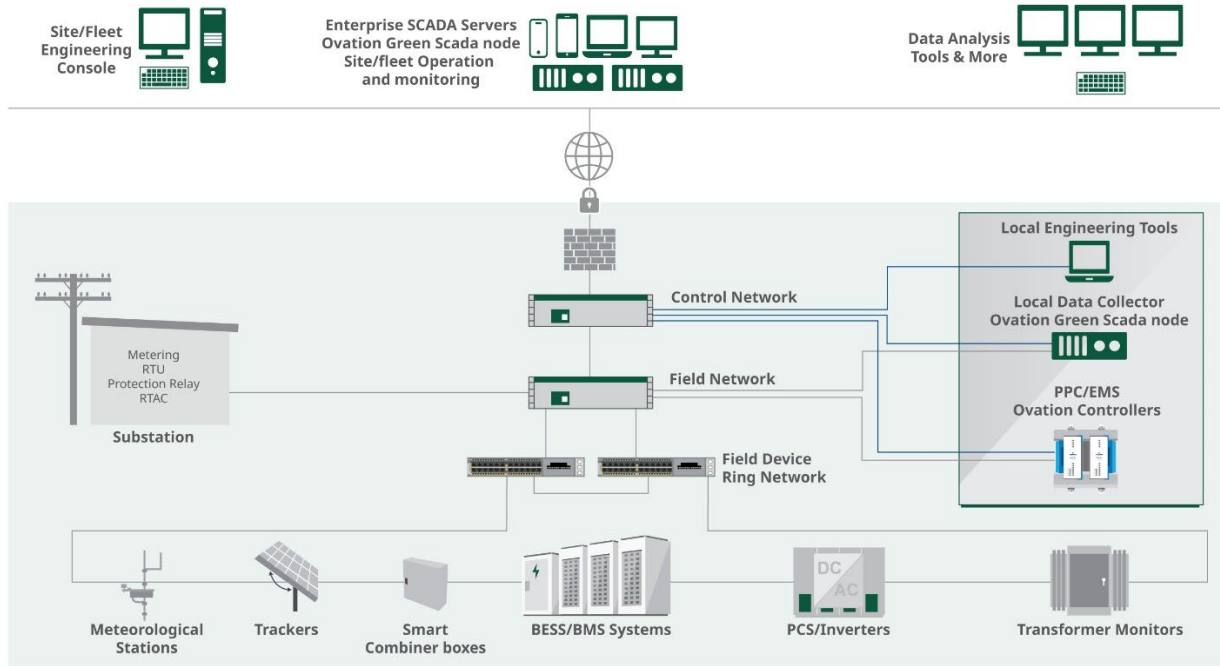 Site/Fleet
Engineering
Console
Enterprise SCADA Servers
Ovation Green Scada node
Site/fleet Operation
and monitoring
Data Analysis
Tools & More
Local Engineering Tools
Control Network
Local Data Collector
Ovation Green Scada node
Metering
RTU
Protection Relay
RTAC
Substation
Field Network
PPC/EMS
Ovation Controllers
Field Device
Ring Network
DC
AC
Meteorological
Stations
Trackers
Smart
Combiner boxes
BESS/BMS Systems
PCS/Inverters
Transformer Monitors